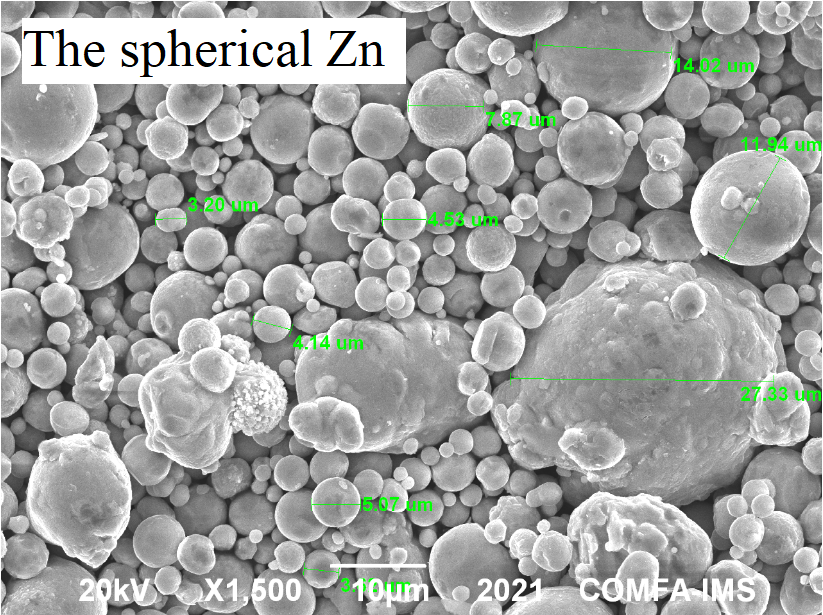 The spherical Zn
14.02 um
7.87 um
11.94 um
3.20 um
4.53 um
4.14 um
27.33 um
5.07 um
20kV X1,500 10µm 2021 COMFA-IMS